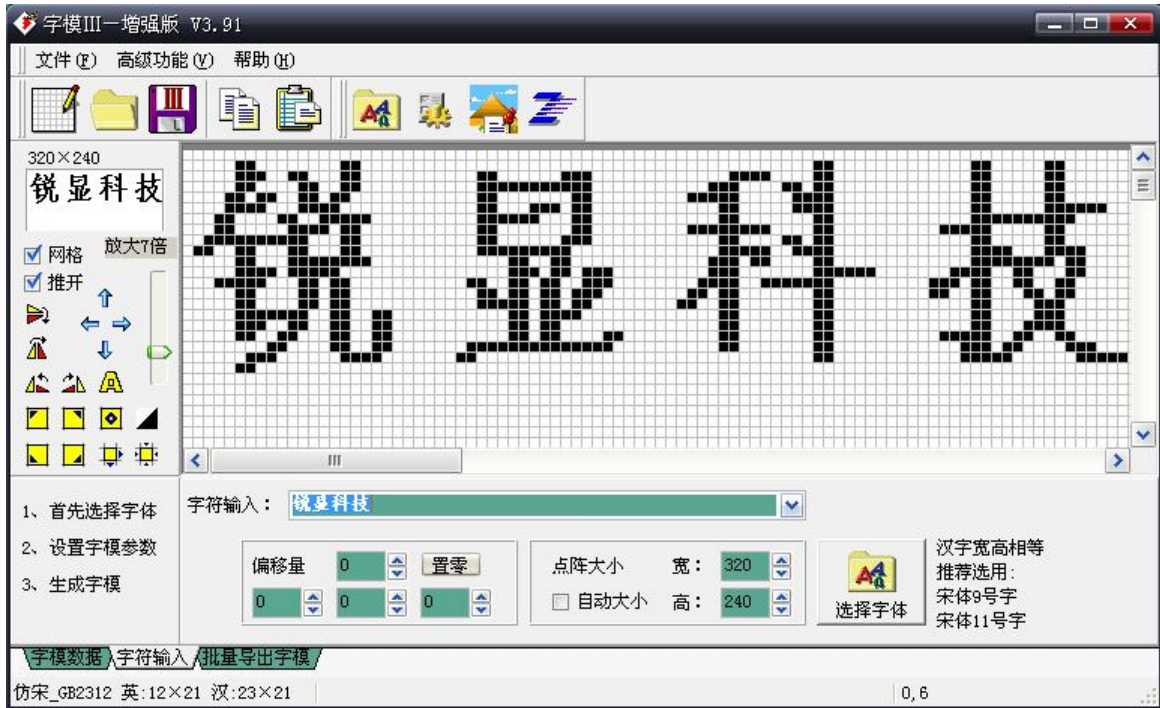 字模III—增强版 V3.91
文件(F) 高级功能(V) 帮助(H)
320×240
锐显科技
放大7倍
网格
推开
锐显科技
1、首先选择字体
2、设置字模参数
3、生成字模
字符输入： 锐显科技
偏移量 0 置零
0 0 0
点阵大小 宽： 320
自动大小 高： 240
选择字体
汉字宽高相等
推荐选用:
宋体9号字
宋体11号字
字模数据 字符输入 批量导出字模
仿宋_GB2312 英:12×21 汉:23×21 0,6